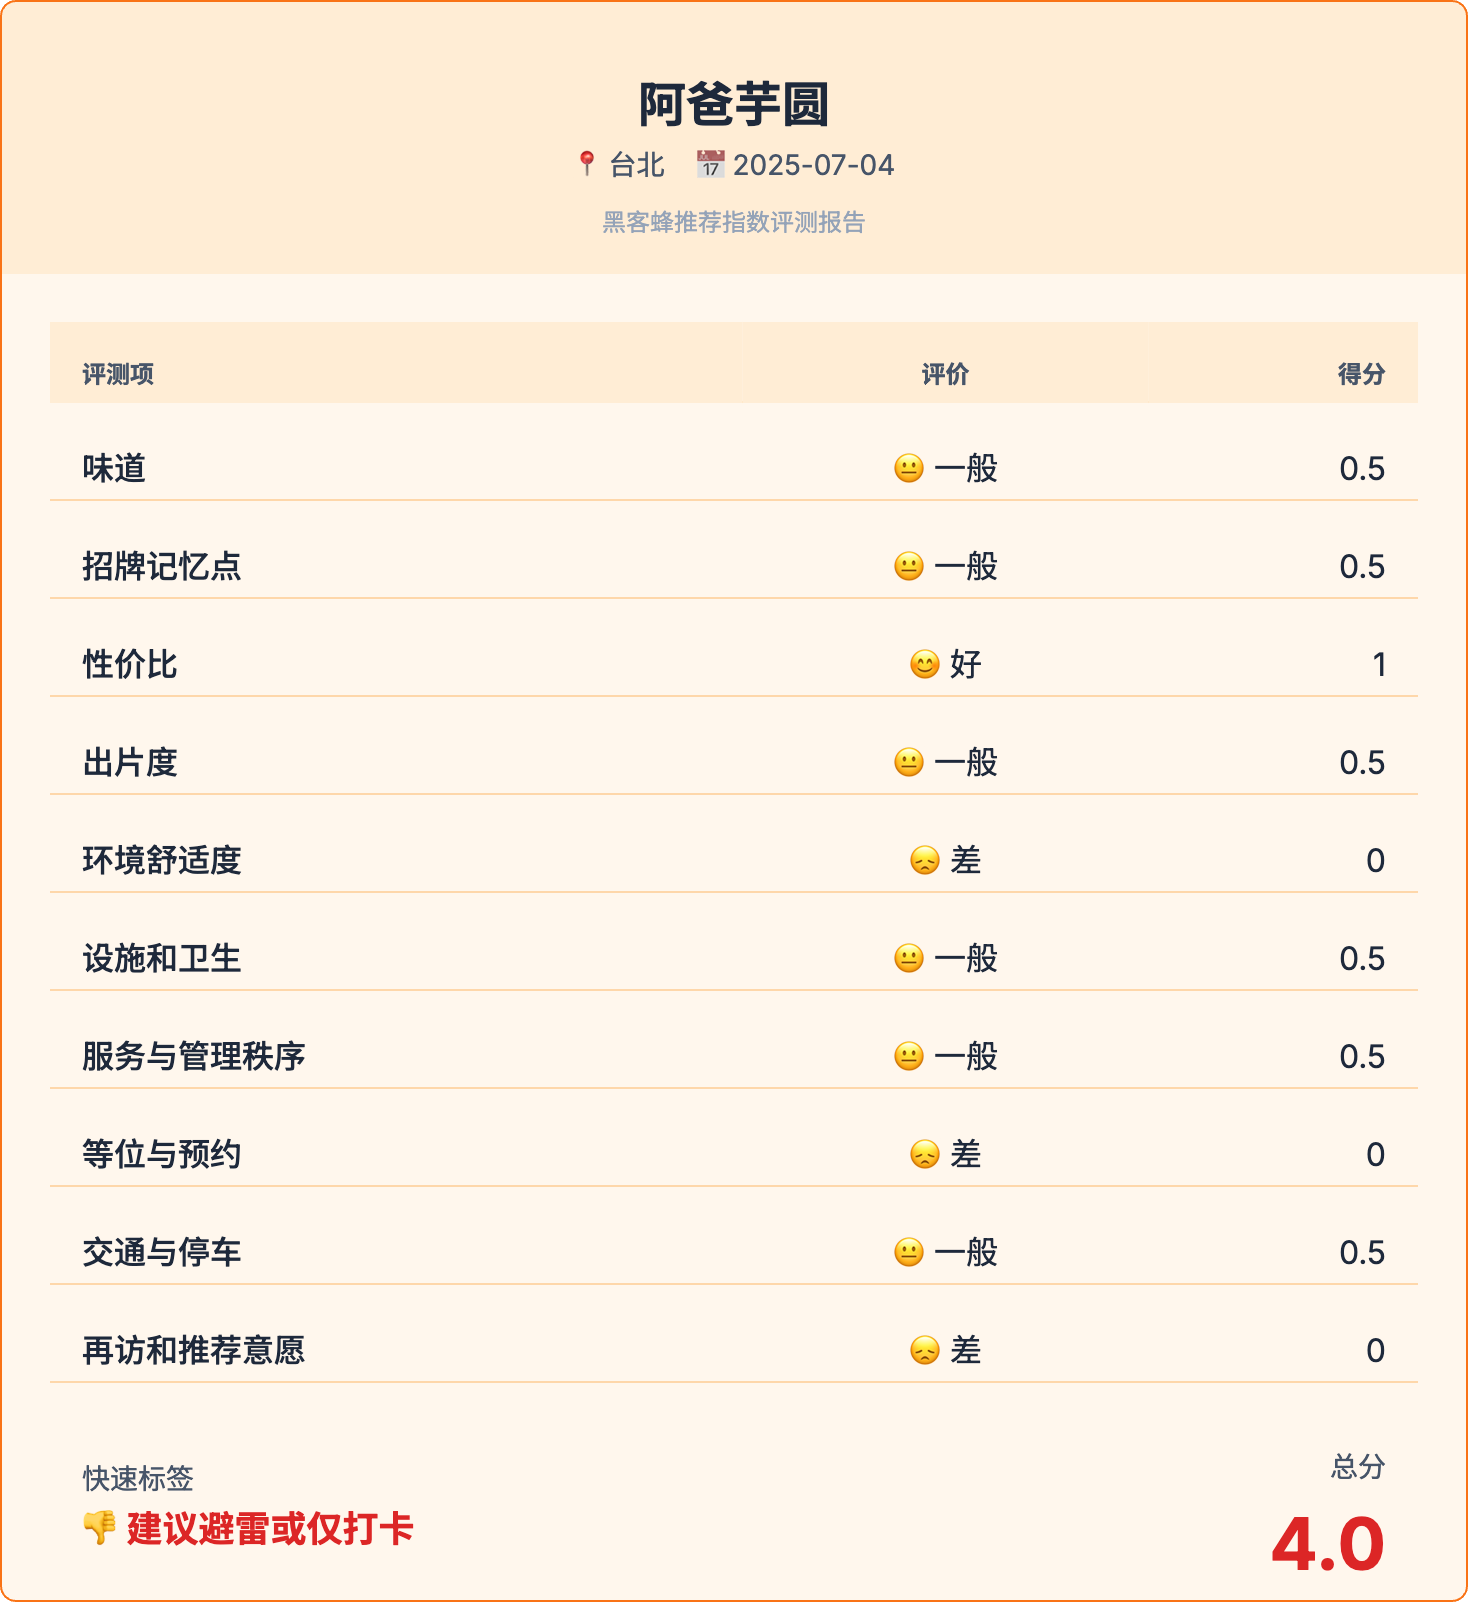 阿爸芋圆
📍 台北 📅 2025-07-04
黑客蜂推荐指数评测报告
评测项 评价 得分
味道 😐 一般 0.5
招牌记忆点 😐 一般 0.5
性价比 😊 好 1
出片度 😐 一般 0.5
环境舒适度 😞 差 0
设施和卫生 😐 一般 0.5
服务与管理秩序 😐 一般 0.5
等位与预约 😞 差 0
交通与停车 😐 一般 0.5
再访和推荐意愿 😞 差 0
快速标签 总分
👎 建议避雷或仅打卡 4.0